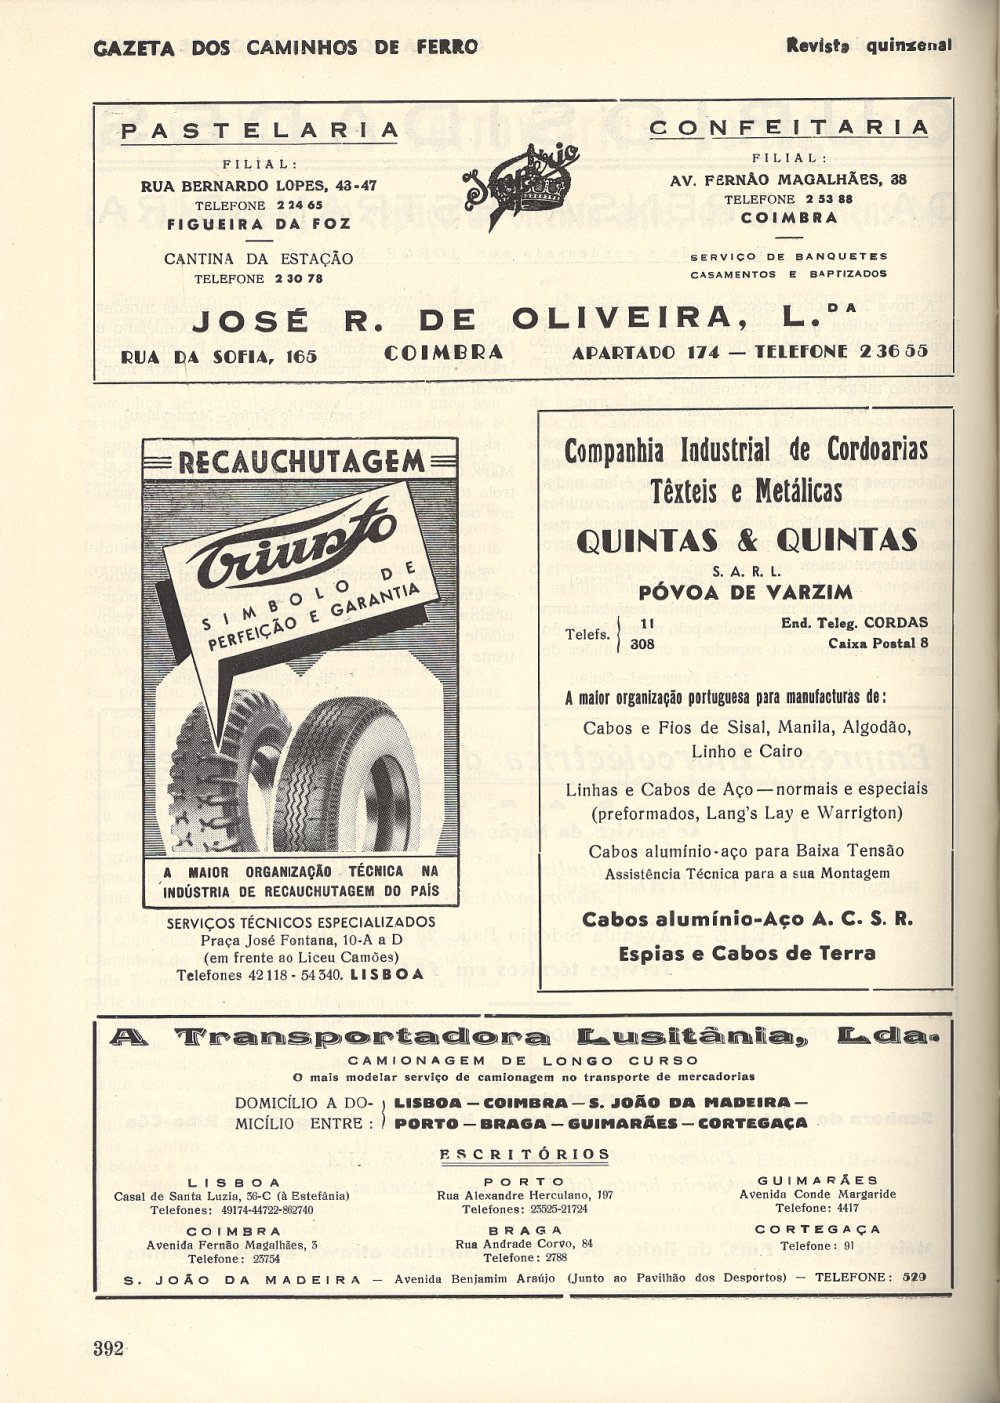 GAZETA DOS CAMINHOS DE FERRO
Revista quinzenal
PASTELARIA
FILIAL:
RUA BERNARDO LOPES, 43-47
TELEFONE 2 24 65
FIGUEIRA DA FOZ
CANTINA DA ESTAÇÃO
TELEFONE 2 30 78
Império
CONFEITARIA
FILIAL:
AV. FERNÃO MAGALHÃES, 38
TELEFONE 2 53 88
COIMBRA
SERVIÇO DE BANQUETES
CASAMENTOS E BAPTIZADOS
JOSÉ R. DE OLIVEIRA, L.DA
RUA DA SOFIA, 165 COIMBRA APARTADO 174 — TELEFONE 2 36 55
RECAUCHUTAGEM
Triunfo
SIMBOLO DE
PERFEIÇÃO E GARANTIA
A MAIOR ORGANIZAÇÃO TÉCNICA NA
INDÚSTRIA DE RECAUCHUTAGEM DO PAÍS
SERVIÇOS TÉCNICOS ESPECIALIZADOS
Praça José Fontana, 10-A a D
(em frente ao Liceu Camões)
Telefones 42 118 - 54 340. LISBOA
Companhia Industrial de Cordoarias
Têxteis e Metálicas
QUINTAS & QUINTAS
S. A. R. L.
PÓVOA DE VARZIM
Telefs. { 11
308
End. Teleg. CORDAS
Caixa Postal 8
A maior organização portuguesa para manufacturas de:
Cabos e Fios de Sisal, Manila, Algodão,
Linho e Cairo
Linhas e Cabos de Aço — normais e especiais
(preformados, Lang's Lay e Warrigton)
Cabos alumínio-aço para Baixa Tensão
Assistência Técnica para a sua Montagem
Cabos alumínio-Aço A. C. S. R.
Espias e Cabos de Terra
A Transportadora Lusitânia, Lda.
CAMIONAGEM DE LONGO CURSO
O mais modelar serviço de camionagem no transporte de mercadorias
DOMICÍLIO A DO- } LISBOA — COIMBRA — S. JOÃO DA MADEIRA —
MICÍLIO ENTRE : } PORTO — BRAGA — GUIMARÃES — CORTEGAÇA
ESCRITÓRIOS
LISBOA
Casal de Santa Luzia, 36-C (à Estefânia)
Telefones: 49174-44722-862740
COIMBRA
Avenida Fernão Magalhães, 3
Telefone: 23754
PORTO
Rua Alexandre Herculano, 197
Telefones: 23525-21724
BRAGA
Rua Andrade Corvo, 84
Telefone: 2788
GUIMARÃES
Avenida Conde Margaride
Telefone: 4417
CORTEGAÇA
Telefone: 91
S. JOÃO DA MADEIRA — Avenida Benjamim Araújo (Junto ao Pavilhão dos Desportos) — TELEFONE: 529
392